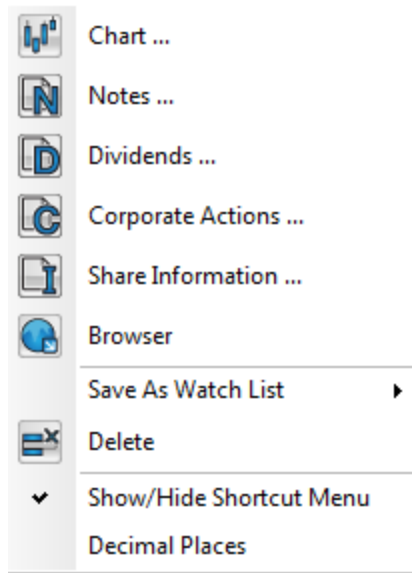 Chart ...
N Notes ...
D Dividends ...
C Corporate Actions ...
I Share Information ...
Browser
Save As Watch List
Delete
Show/Hide Shortcut Menu
Decimal Places